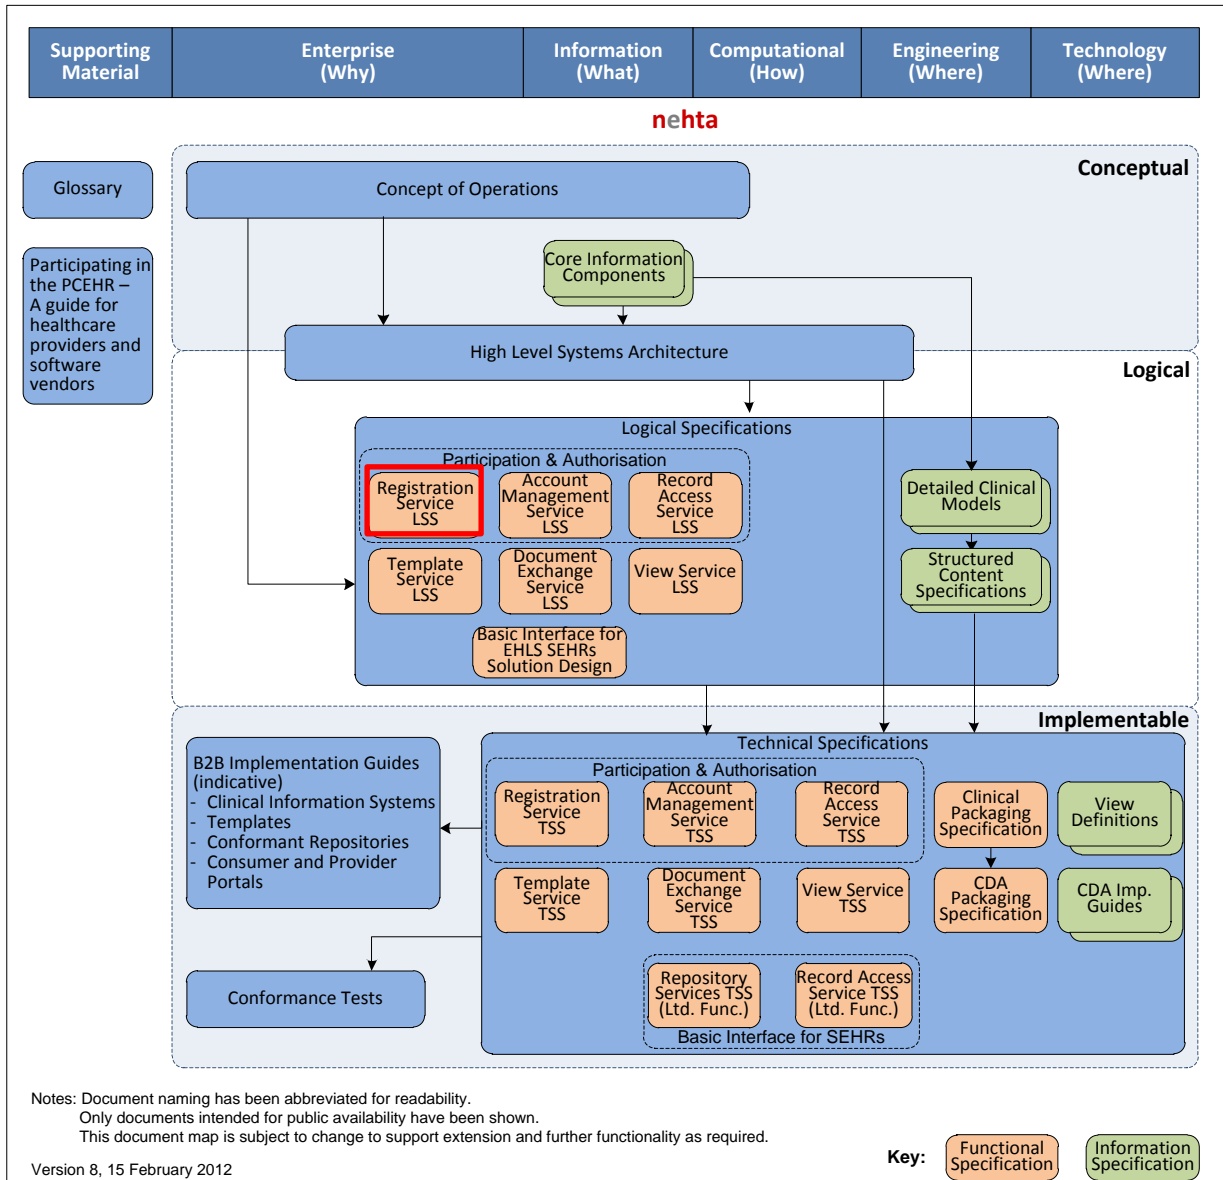 Supporting
Material
Enterprise
(Why)
Information
(What)
Computational
(How)
Engineering
(Where)
Technology
(Where)
nehta
Conceptual
Glossary
Concept of Operations
Participating in
the PCEHR –
A guide for
healthcare
providers and
software
vendors
Core Information
Components
High Level Systems Architecture
Logical
Logical Specifications
Participation & Authorisation
Registration
Service
LSS
Account
Management
Service
LSS
Record
Access
Service
LSS
Detailed Clinical
Models
Template
Service
LSS
Document
Exchange
Service
LSS
View Service
LSS
Structured
Content
Specifications
Basic Interface for
EHLS SEHRs
Solution Design
Implementable
Technical Specifications
B2B Implementation Guides
(indicative)
- Clinical Information Systems
- Templates
- Conformant Repositories
- Consumer and Provider
Portals
Participation & Authorisation
Registration
Service
TSS
Account
Management
Service
TSS
Record
Access
Service
TSS
Clinical
Packaging
Specification
View
Definitions
Template
Service
TSS
Document
Exchange
Service
TSS
View Service
TSS
CDA
Packaging
Specification
CDA Imp.
Guides
Conformance Tests
Repository
Services TSS
(Ltd. Func.)
Record Access
Service TSS
(Ltd. Func.)
Basic Interface for SEHRs
Notes: Document naming has been abbreviated for readability.
Only documents intended for public availability have been shown.
This document map is subject to change to support extension and further functionality as required.
Version 8, 15 February 2012
Key:
Functional
Specification
Information
Specification